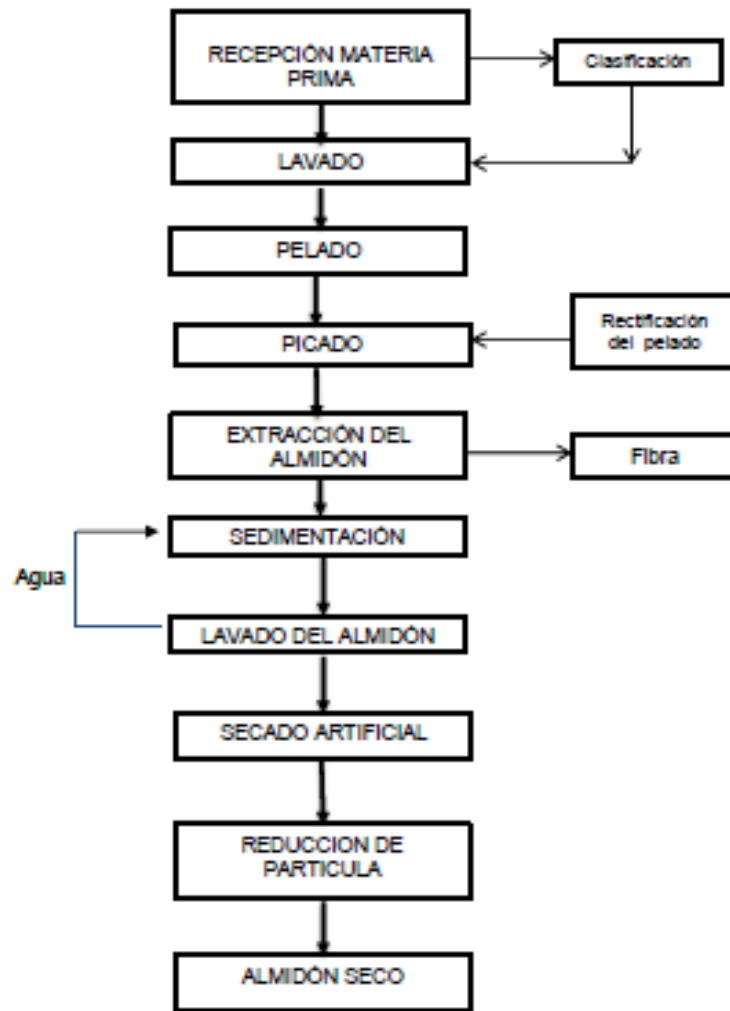 RECEPCIÓN MATERIA
PRIMA
Clasificación
LAVADO
PELADO
PICADO
Rectificación
del pelado
EXTRACCIÓN DEL
ALMIDÓN
Fibra
SEDIMENTACIÓN
Agua
LAVADO DEL ALMIDÓN
SECADO ARTIFICIAL
REDUCCION DE
PARTICULA
ALMIDÓN SECO